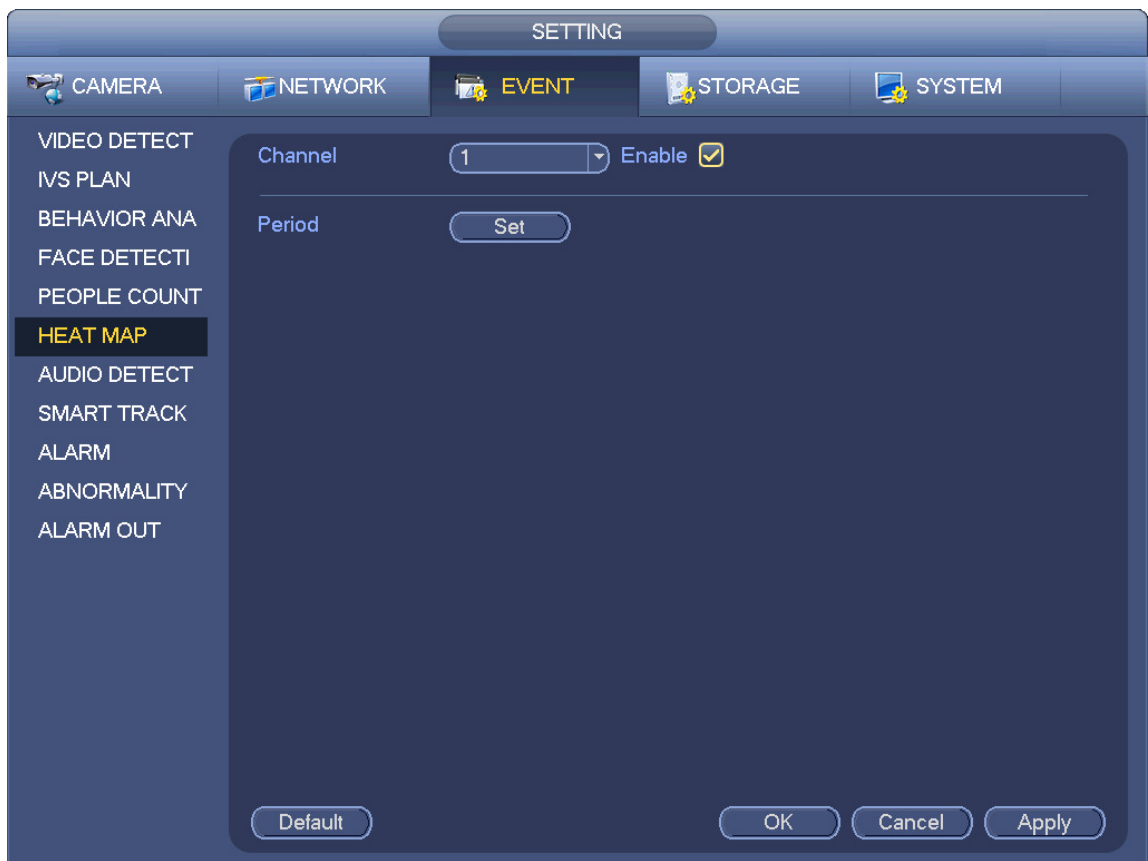 SETTING
CAMERA NETWORK EVENT STORAGE SYSTEM
VIDEO DETECT
IVS PLAN
BEHAVIOR ANA
FACE DETECTI
PEOPLE COUNT
HEAT MAP
AUDIO DETECT
SMART TRACK
ALARM
ABNORMALITY
ALARM OUT
Channel 1 Enable
Period Set
Default OK Cancel Apply